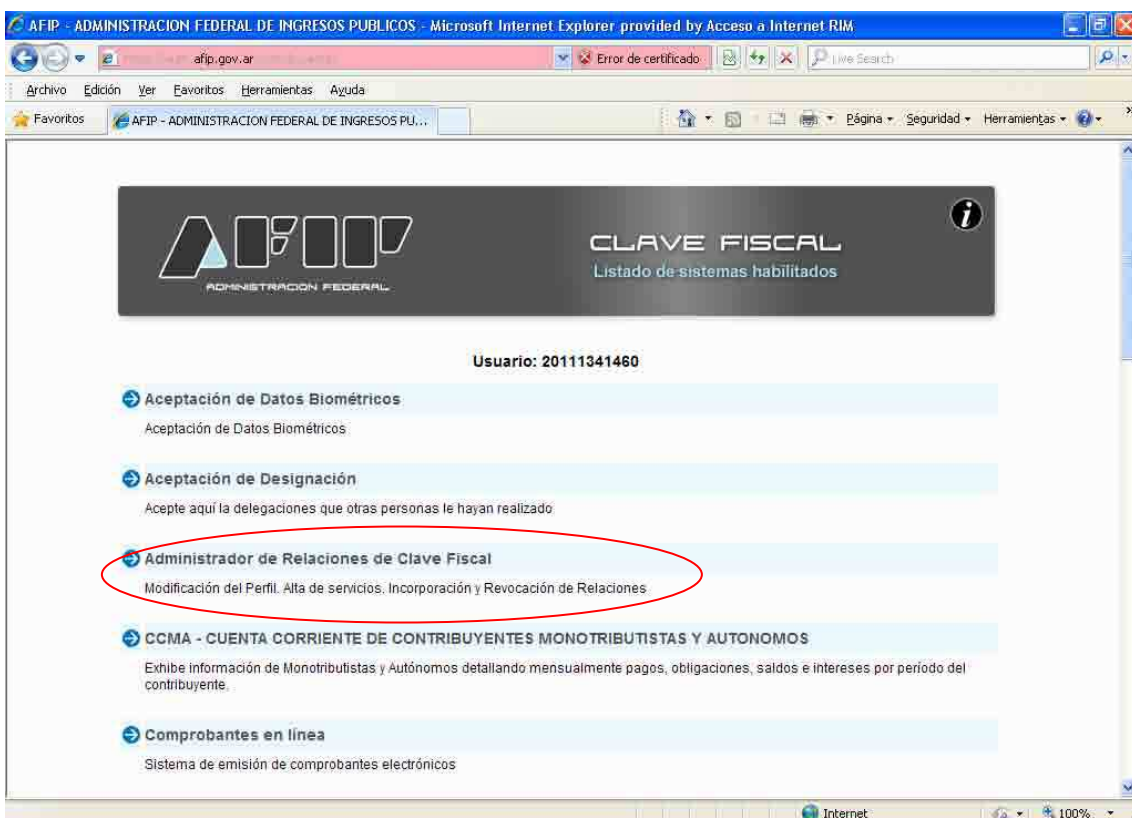 AFIP - ADMINISTRACION FEDERAL DE INGRESOS PUBLICOS - Microsoft Internet Explorer provided by Acceso a Internet RIM
afip.gov.ar
Error de certificado
Live Search
Archivo Edición Ver Favoritos Herramientas Ayuda
Favoritos
AFIP - ADMINISTRACION FEDERAL DE INGRESOS PU...
Página Seguridad Herramientas
AFIP
ADMINISTRACION FEDERAL
CLAVE FISCAL
Listado de sistemas habilitados
Usuario: 20111341460
Aceptación de Datos Biométricos
Aceptación de Datos Biométricos
Aceptación de Designación
Acepte aquí la delegaciones que otras personas le hayan realizado
Administrador de Relaciones de Clave Fiscal
Modificación del Perfil. Alta de servicios. Incorporación y Revocación de Relaciones
CCMA - CUENTA CORRIENTE DE CONTRIBUYENTES MONOTRIBUTISTAS Y AUTONOMOS
Exhibe información de Monotributistas y Autónomos detallando mensualmente pagos, obligaciones, saldos e intereses por período del
contribuyente.
Comprobantes en línea
Sistema de emisión de comprobantes electrónicos
Internet
100%